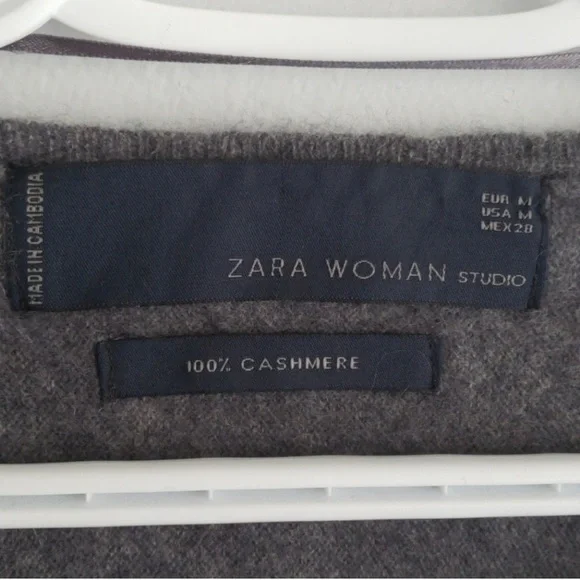 MADE IN CAMBODIA
EUR M
USA M
MEX 28
ZARA WOMAN STUDIO
100% CASHMERE